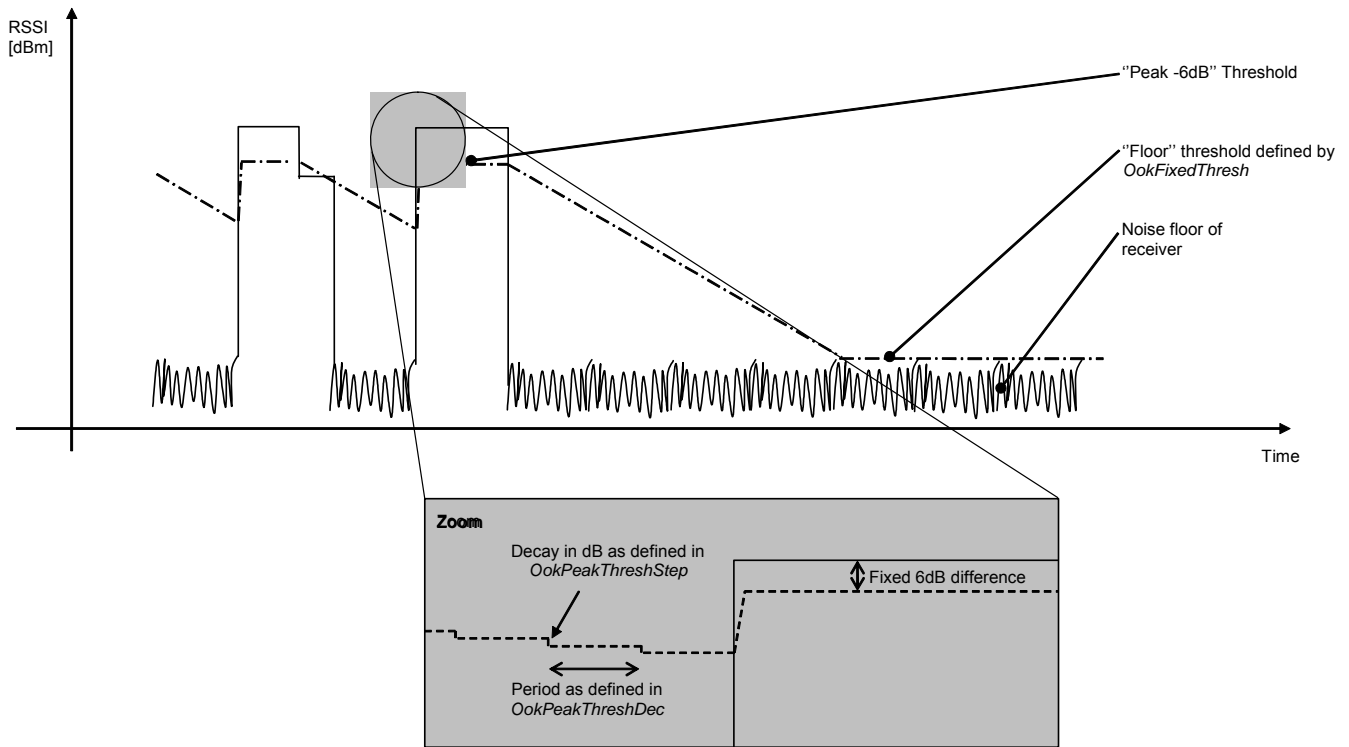 RSSI
[dBm]
‘’Peak -6dB’’ Threshold
‘’Floor’’ threshold defined by
OokFixedThresh
Noise floor of
receiver
Time
Zoom
Decay in dB as defined in
OokPeakThreshStep
Fixed 6dB difference
Period as defined in
OokPeakThreshDec